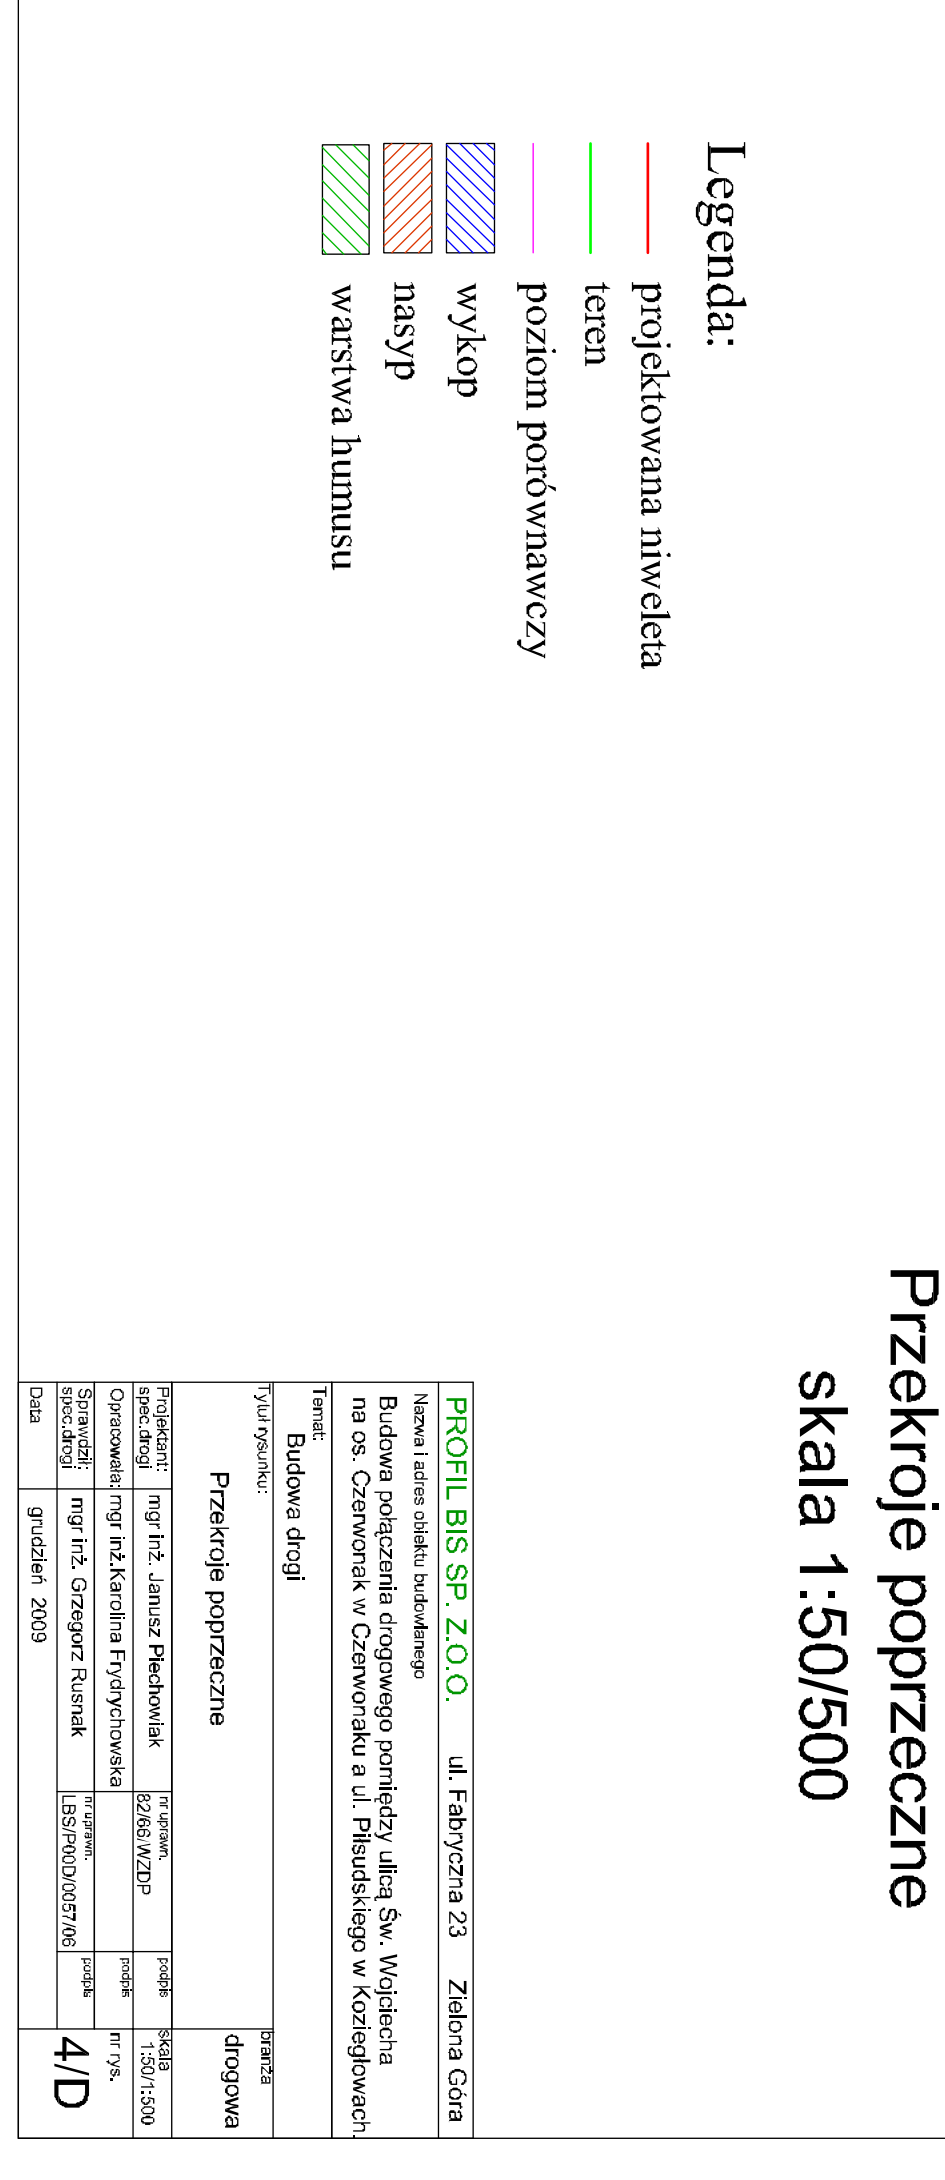 Przekroje poprzeczne
skala 1:50/500
Legenda:
projektowana niweleta
teren
poziom porównawczy
wykop
nasyp
warstwa humusu
PROFIL BIS SP. Z.O.O. ul. Fabryczna 23 Zielona Góra
Nazwa i adres obiektu budowlanego
Budowa połączenia drogowego pomiędzy ulicą Św. Wojciecha
na os. Czerwonak w Czerwonaku a ul. Piłsudskiego w Koziegłowach.
Temat:
Budowa drogi
Tytuł rysunku:
Przekroje poprzeczne
branża
drogowa
Projektant:
spec.drogi
mgr inż. Janusz Piechowiak
nr uprawn.
82/66/WZDP
podpis
skala
1:50/1:500
Opracowała: mgr inż.Karolina Frydrychowska
podpis
nr rys.
Sprawdził:
spec.drogi
mgr inż. Grzegorz Rusnak
nr uprawn.
LBS/P00D/0057/06
podpis
4/D
Data grudzień 2009